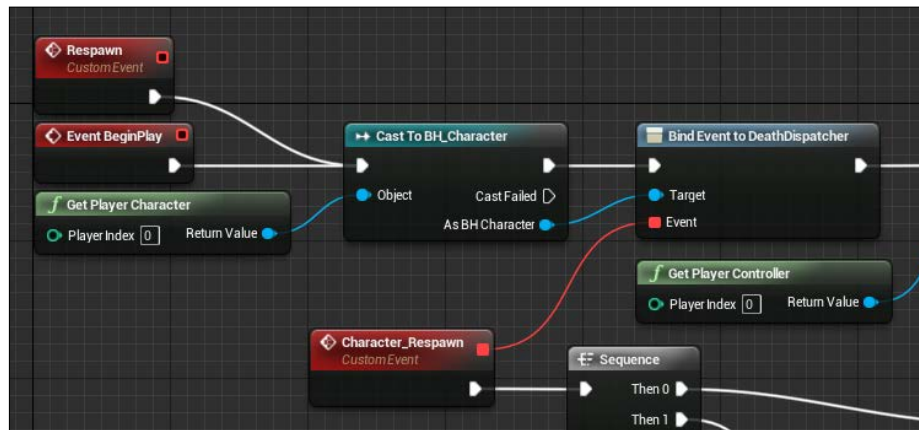 Respawn
Custom Event
Event BeginPlay
Cast To BH_Character
Bind Event to DeathDispatcher
Object
Cast Failed
Target
As BH Character
Event
f Get Player Character
Player Index 0
Return Value
f Get Player Controller
Player Index 0
Return Value
Character_Respawn
Custom Event
Sequence
Then 0
Then 1